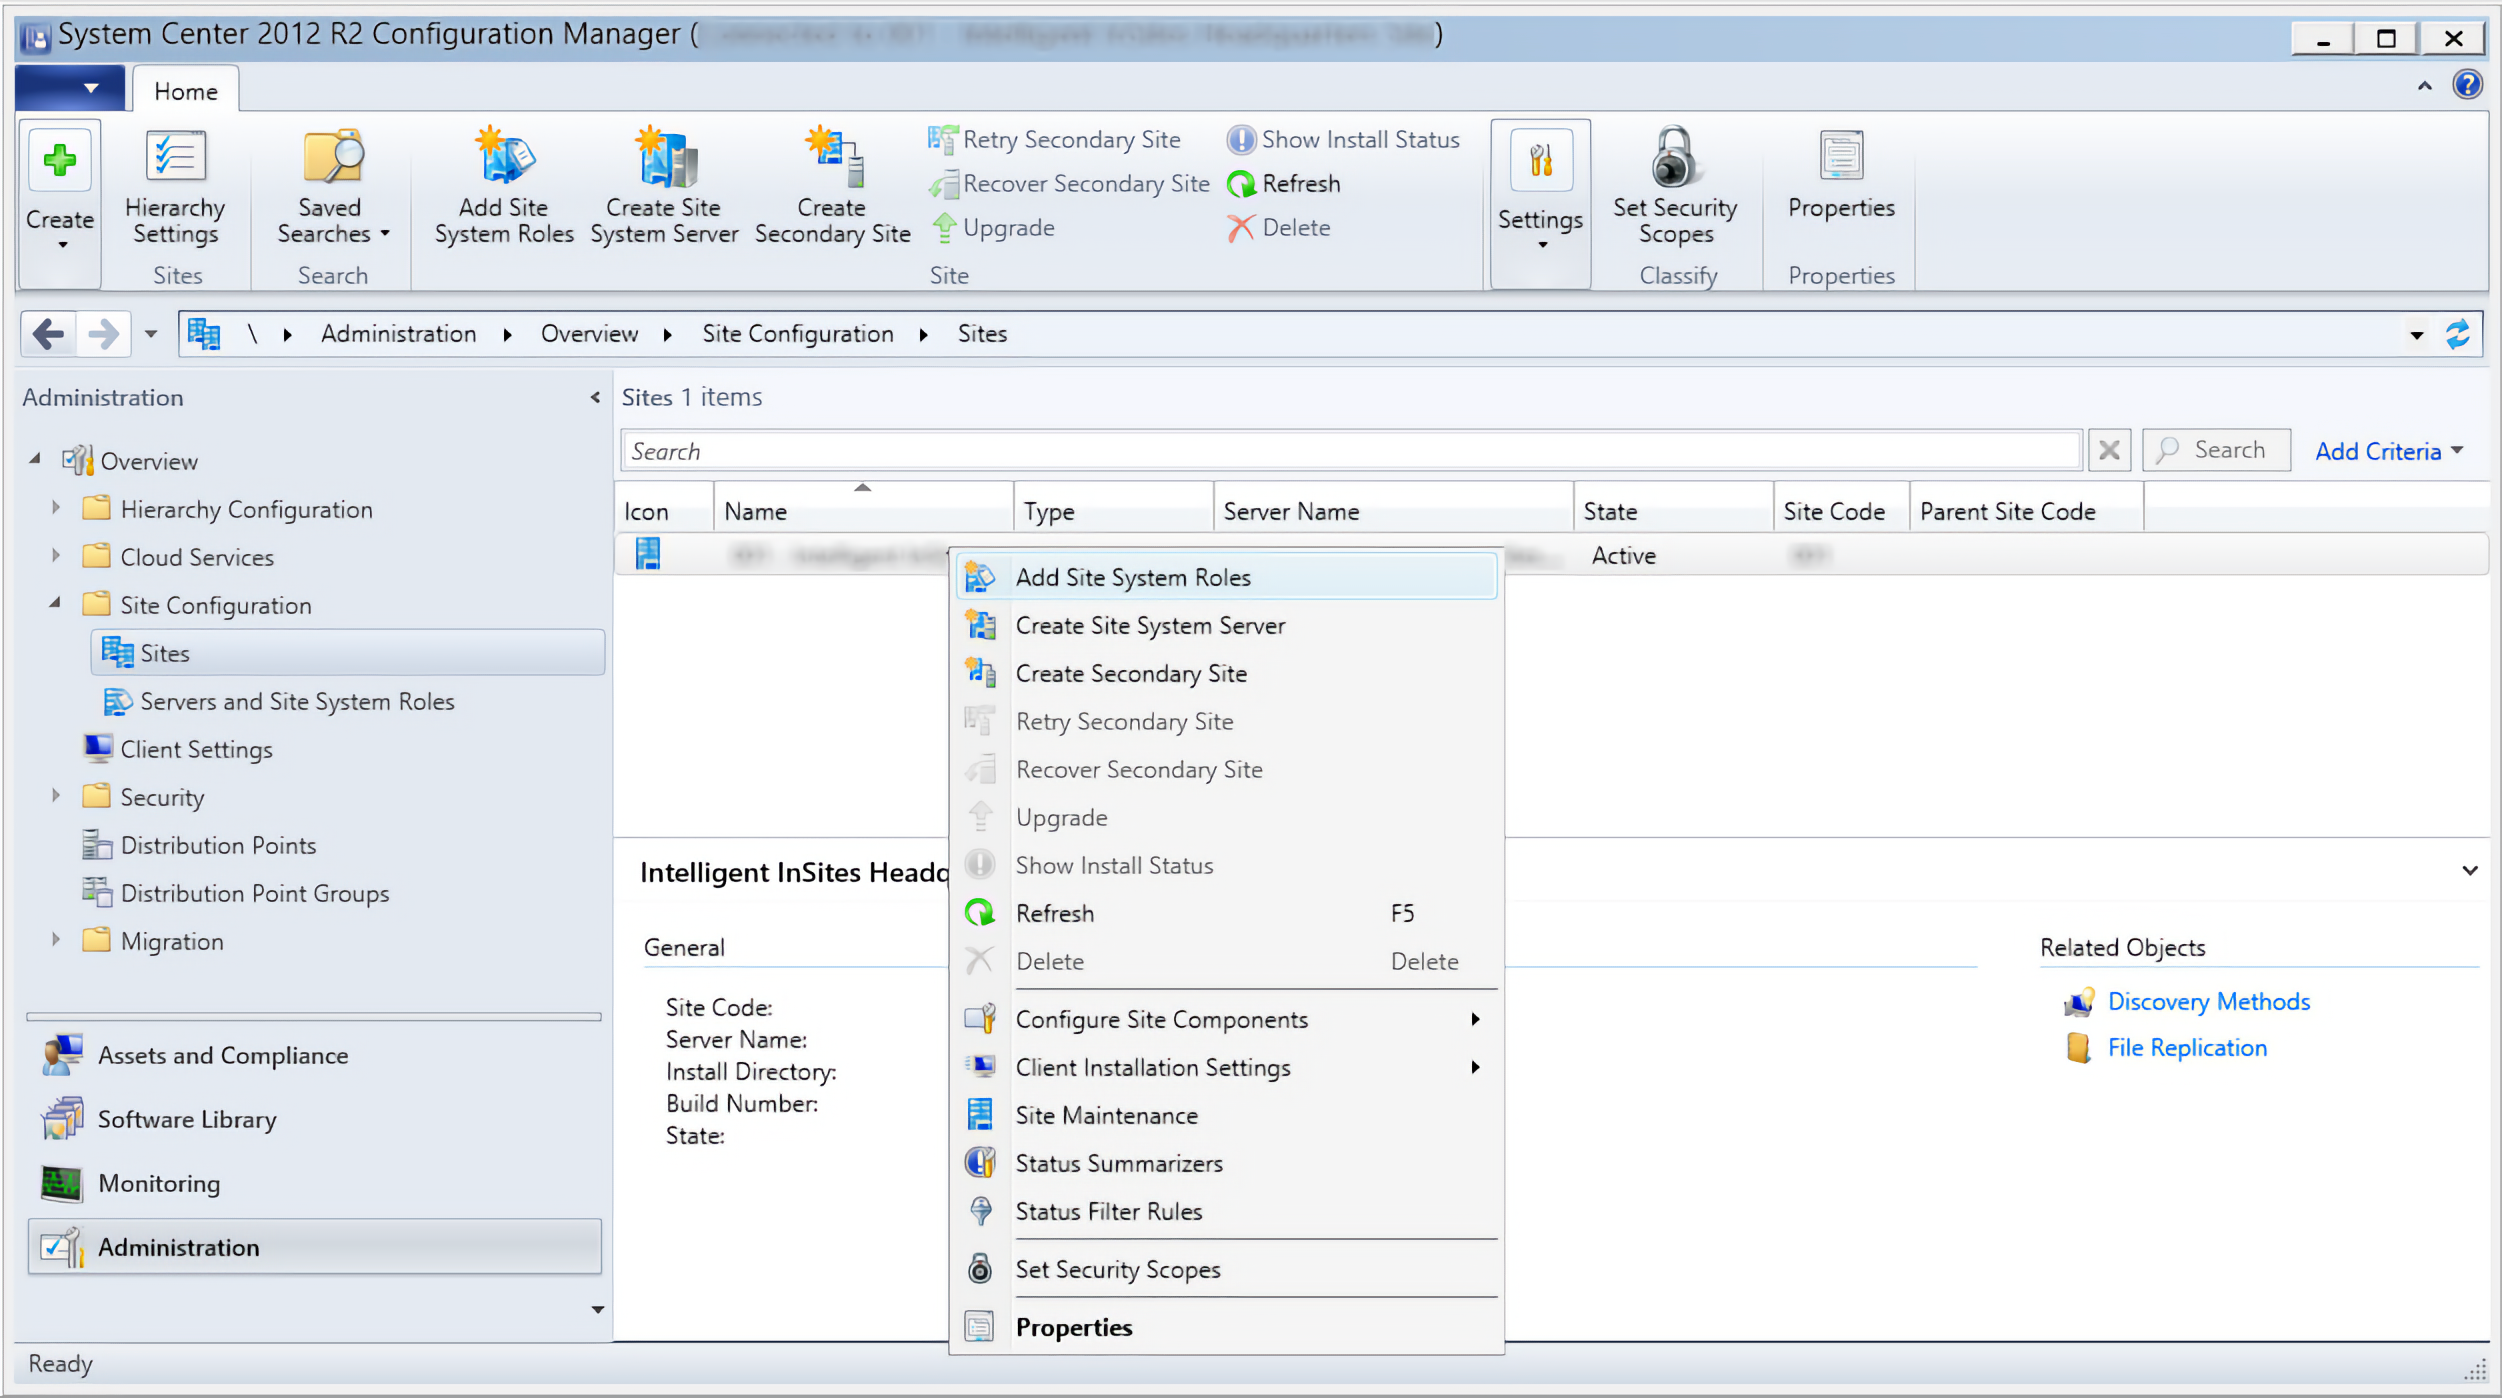 System Center 2012 R2 Configuration Manager ( )
Home
Create
Hierarchy Settings
Saved Searches
Add Site System Roles
Create Site System Server
Create Secondary Site
Retry Secondary Site
Recover Secondary Site
Upgrade
Show Install Status
Refresh
Delete
Settings
Set Security Scopes
Properties
Sites
Search
Site
Classify
Properties
\ Administration Overview Site Configuration Sites
Administration
Overview
Hierarchy Configuration
Cloud Services
Site Configuration
Sites
Servers and Site System Roles
Client Settings
Security
Distribution Points
Distribution Point Groups
Migration
Assets and Compliance
Software Library
Monitoring
Administration
Sites 1 items
Search
Search
Add Criteria
Icon Name Type Server Name State Site Code Parent Site Code
Active
Add Site System Roles
Create Site System Server
Create Secondary Site
Retry Secondary Site
Recover Secondary Site
Upgrade
Show Install Status
Refresh F5
Delete Delete
Configure Site Components
Client Installation Settings
Site Maintenance
Status Summarizers
Status Filter Rules
Set Security Scopes
Properties
Intelligent InSites Headq
General
Site Code:
Server Name:
Install Directory:
Build Number:
State:
Related Objects
Discovery Methods
File Replication
Ready